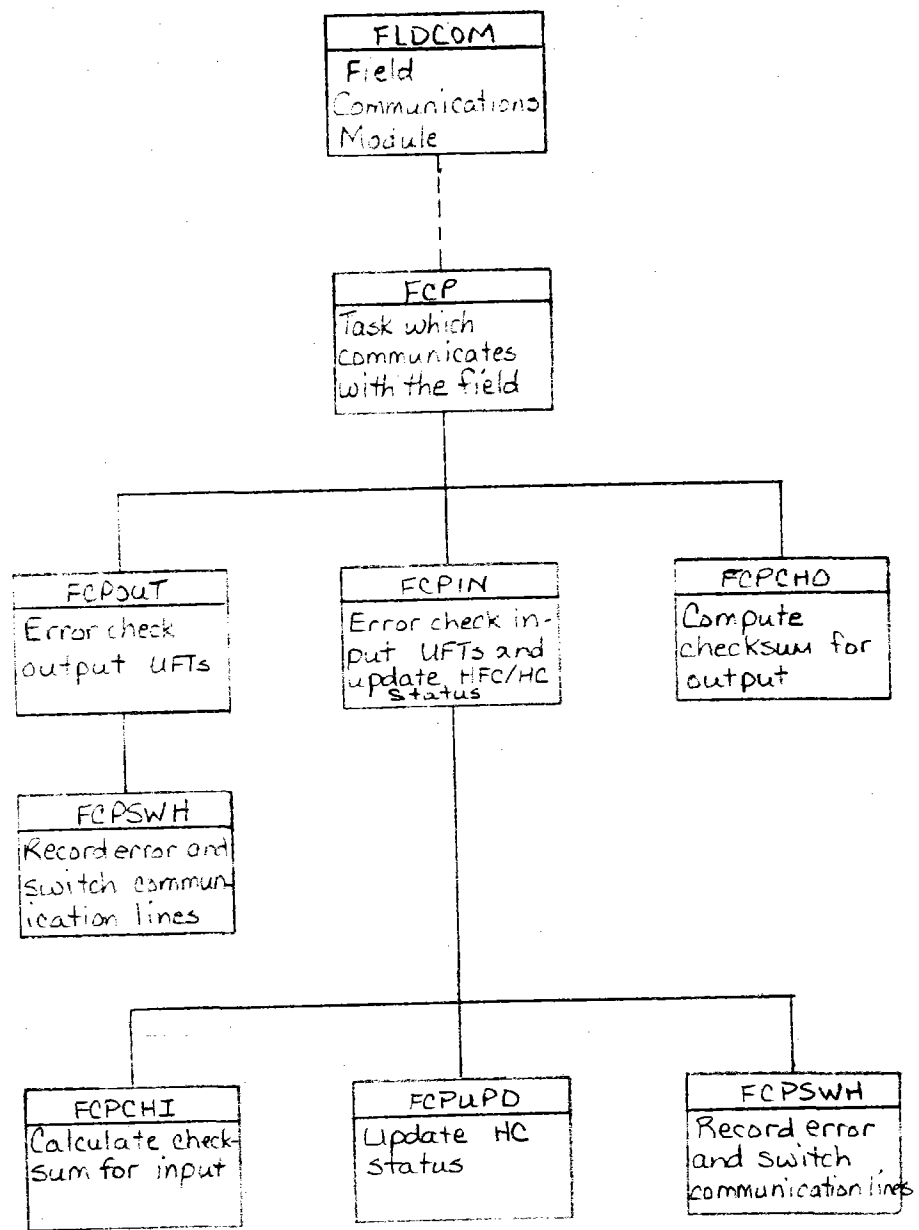 FLDCOM
Field
Communications
Module
FCP
Task which
communicates
with the field
FCPOUT
Error check
output UFTs
FCPIN
Error check in-
put UFTs and
update HFC/HC
status
FCPCHO
Compute
checksum for
output
FCPSWH
Record error and
switch commun-
ication lines
FCPCHI
Calculate check-
sum for input
FCPUPD
Update HC
status
FCPSWH
Record error
and switch
communication lines